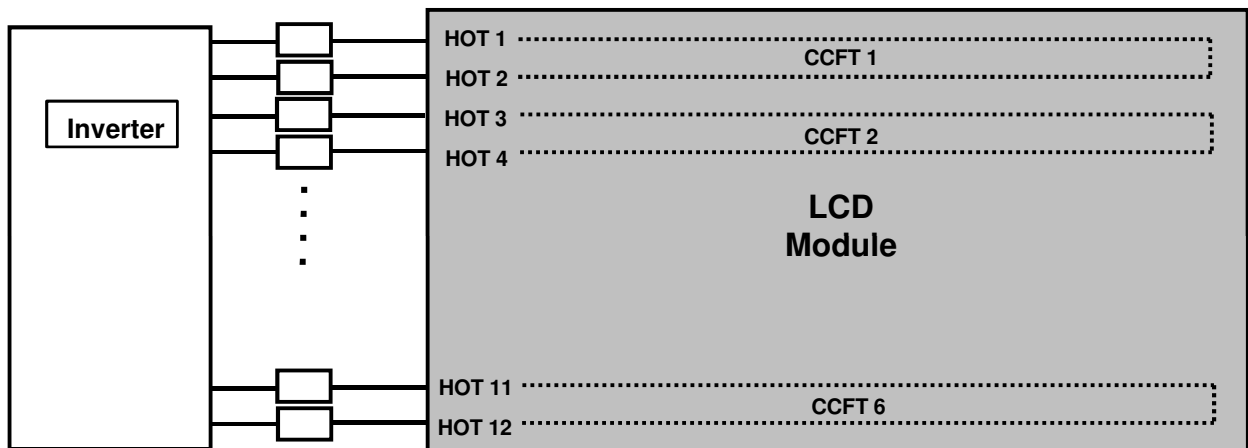 HOT 1
CCFT 1
HOT 2
Inverter
HOT 3
CCFT 2
HOT 4
LCD
Module
HOT 11
CCFT 6
HOT 12